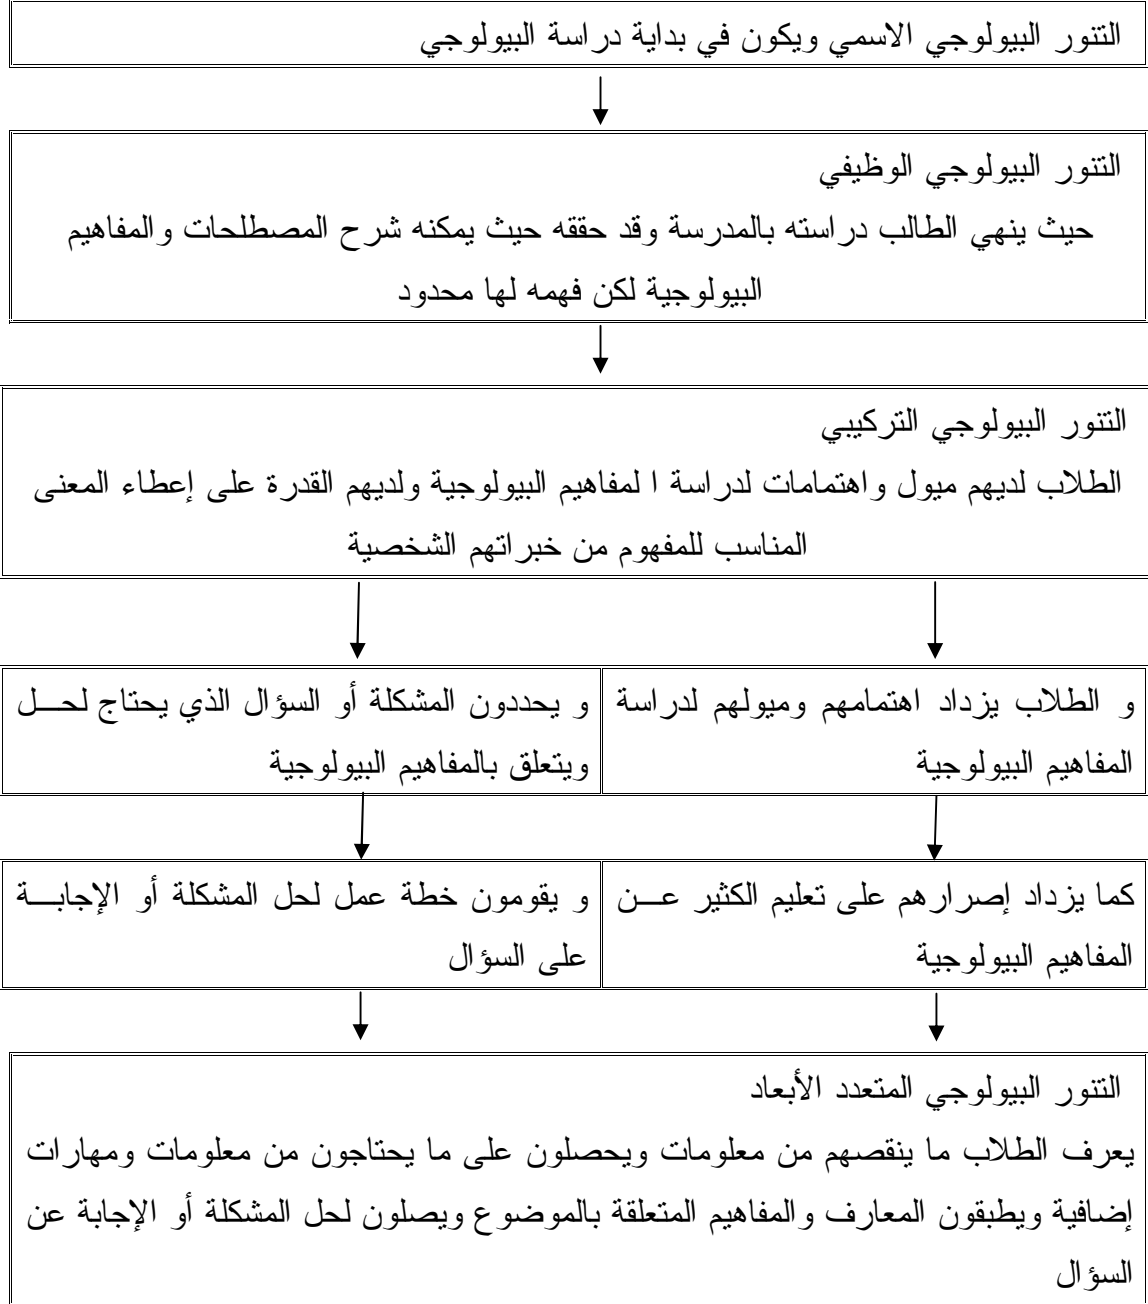 التنور البيولوجي الاسمي ويكون في بداية دراسة البيولوجي
التنور البيولوجي الوظيفي
حيث ينهي الطالب دراسته بالمدرسة وقد حققه حيث يمكنه شرح المصطلحات والمفاهيم
البيولوجية لكن فهمه لها محدود
التنور البيولوجي التركيبي
الطلاب لديهم ميول واهتمامات لدراسة ا لمفاهيم البيولوجية ولديهم القدرة على إعطاء المعنى
المناسب للمفهوم من خبراتهم الشخصية
و الطلاب يزداد اهتمامهم وميولهم لدراسة
المفاهيم البيولوجية
و يحددون المشكلة أو السؤال الذي يحتاج لحـــل
ويتعلق بالمفاهيم البيولوجية
كما يزداد إصرارهم على تعليم الكثير عـــن
المفاهيم البيولوجية
و يقومون خطة عمل لحل المشكلة أو الإجابـــة
على السؤال
التنور البيولوجي المتعدد الأبعاد
يعرف الطلاب ما ينقصهم من معلومات ويحصلون على ما يحتاجون من معلومات ومهارات
إضافية ويطبقون المعارف والمفاهيم المتعلقة بالموضوع ويصلون لحل المشكلة أو الإجابة عن
السؤال